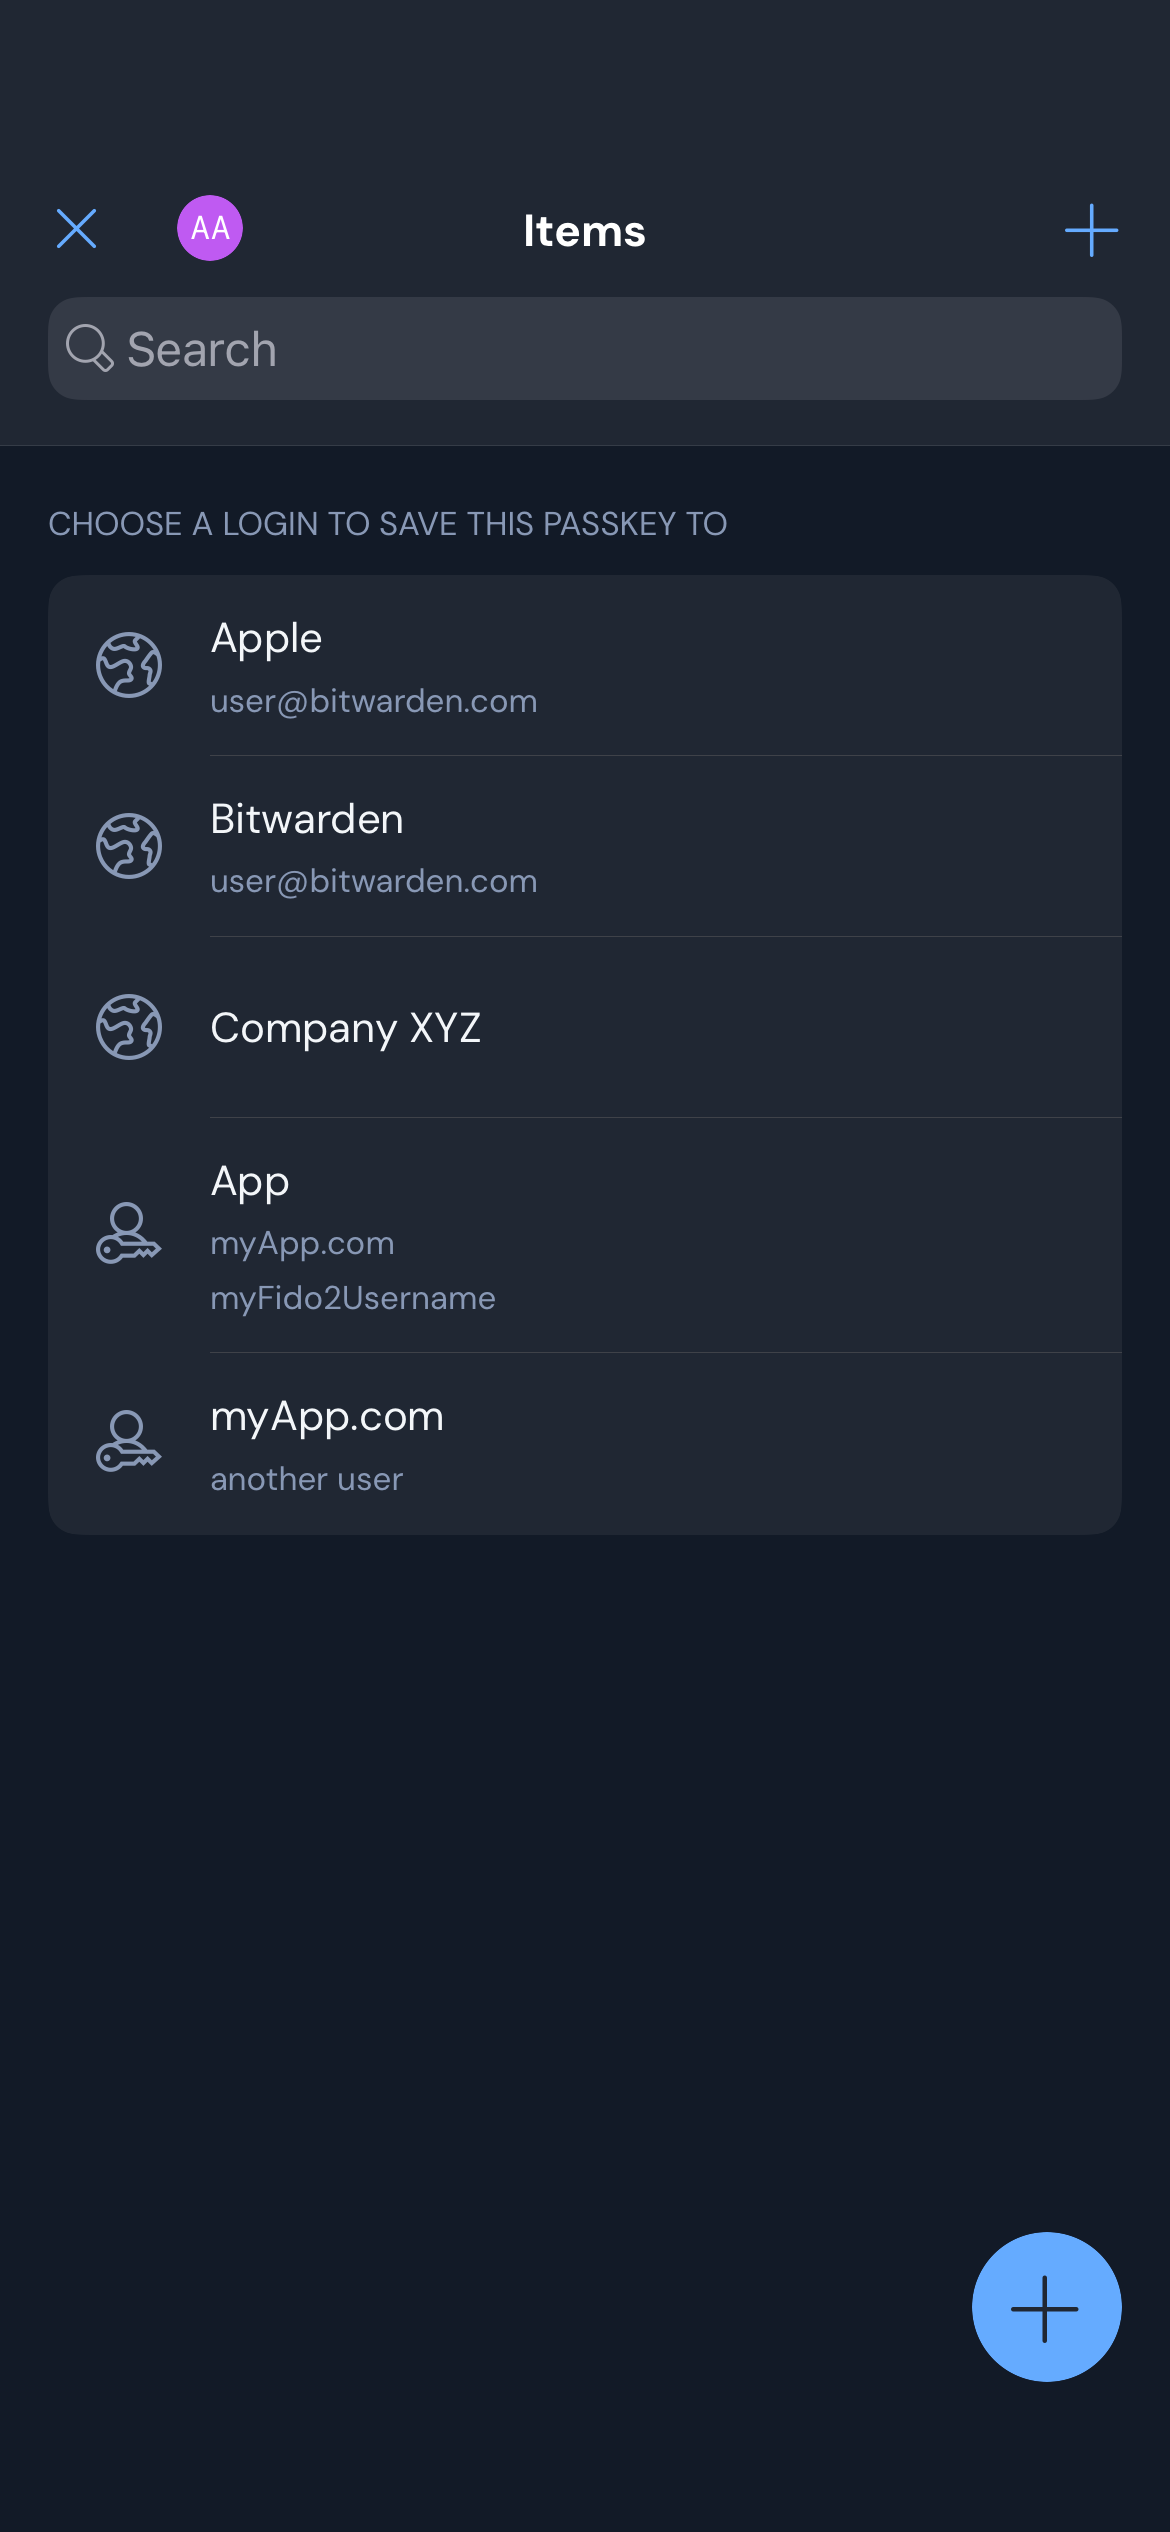 AA
Items
Search
CHOOSE A LOGIN TO SAVE THIS PASSKEY TO
Apple
user@bitwarden.com
Bitwarden
user@bitwarden.com
Company XYZ
App
myApp.com
myFido2Username
myApp.com
another user